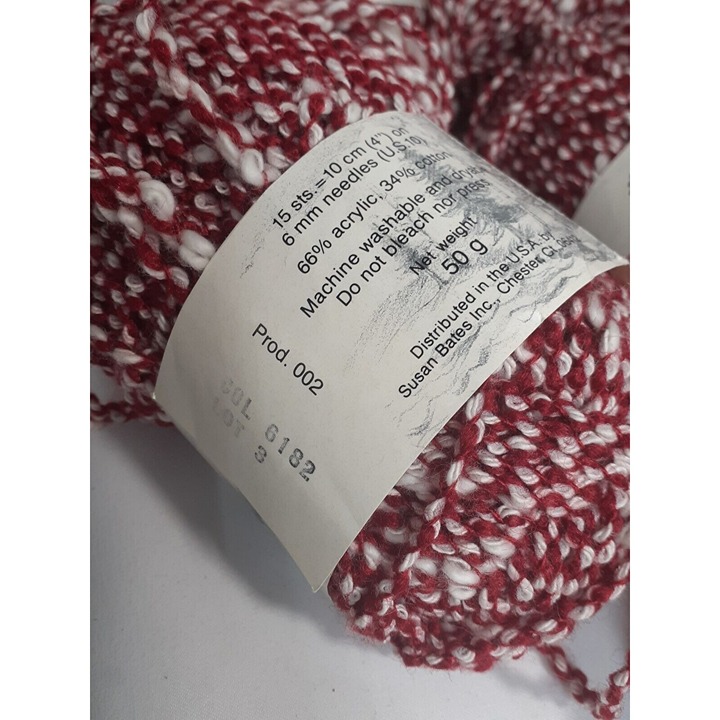 15 sts. = 10 cm (4") on
6 mm needles (U.S. 10)
66% acrylic, 34% cotton
Machine washable and dryable
Do not bleach nor press
Net weight
50 g
Distributed in the U.S.A. by
Susan Bates Inc., Chester, Ct.
Prod. 002
COL 6182
LOT 3